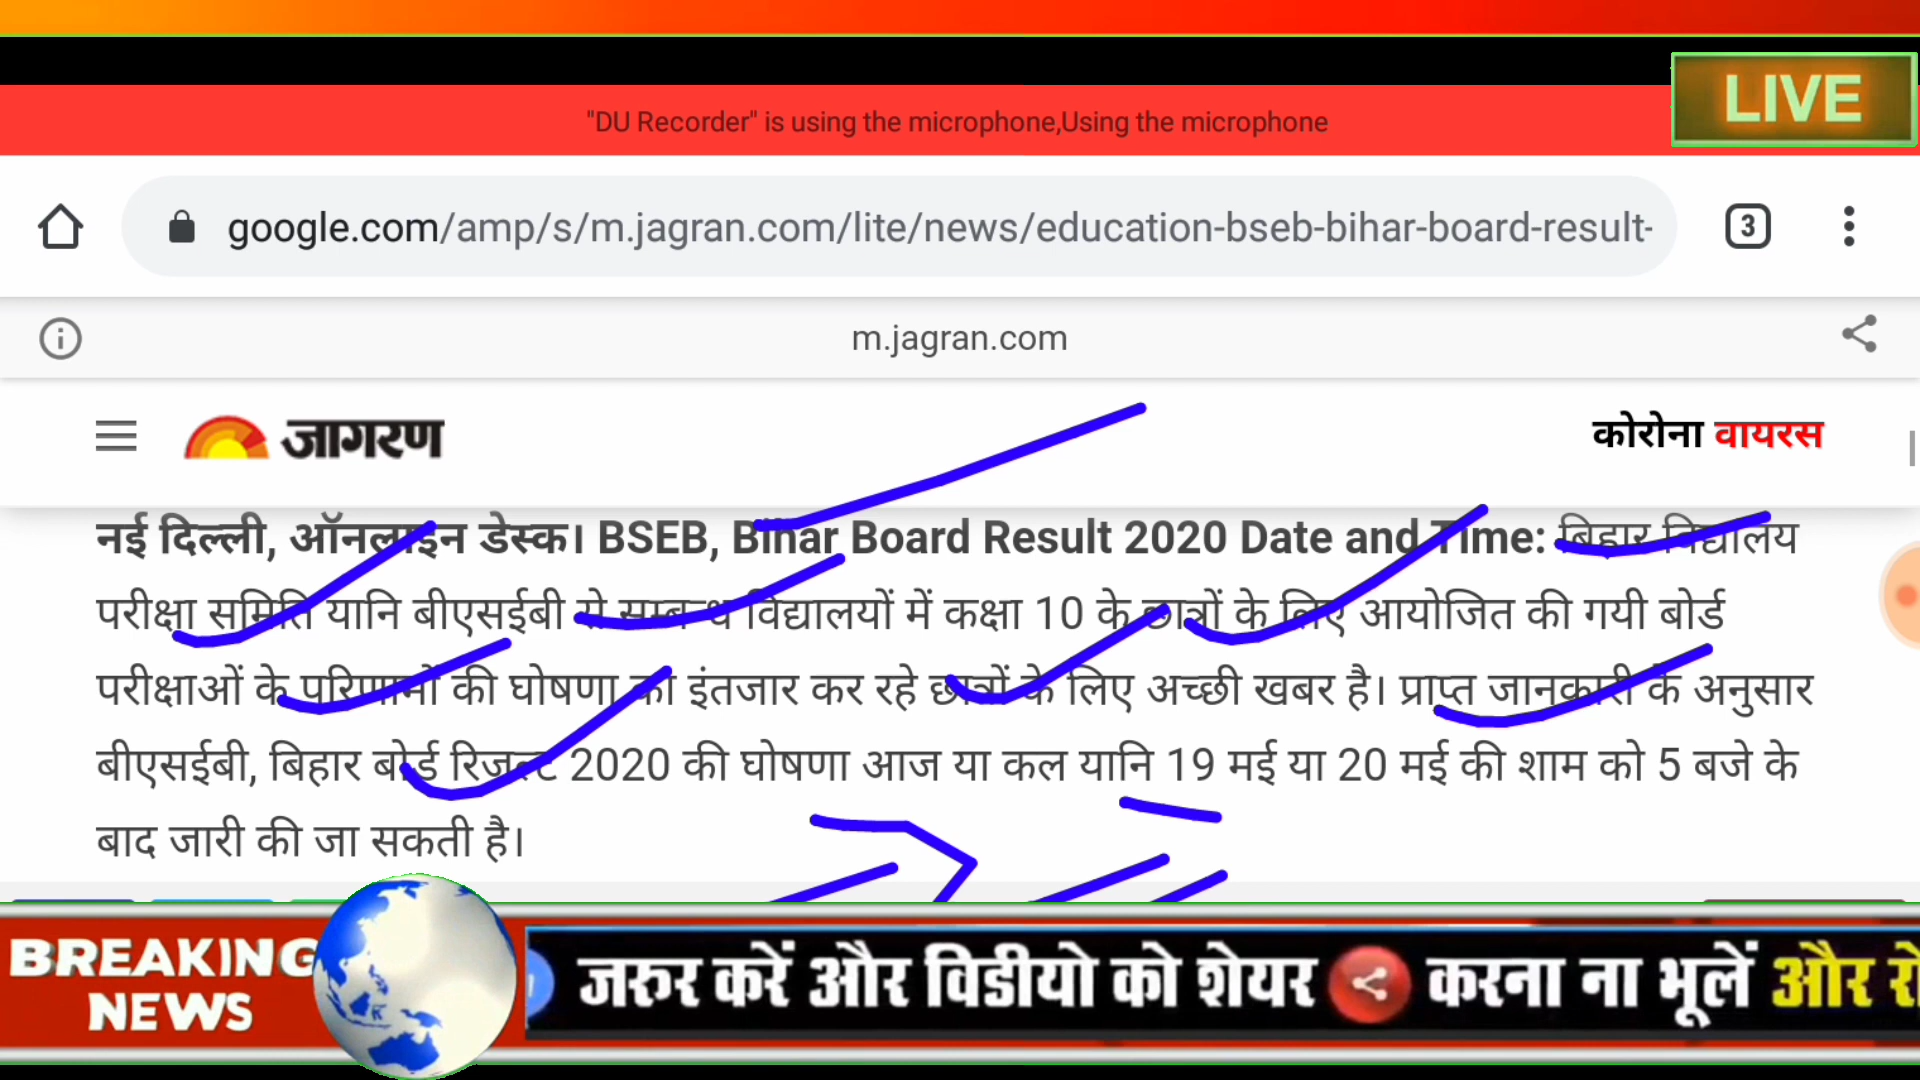 LIVE
"DU Recorder" is using the microphone,Using the microphone
google.com/amp/s/m.jagran.com/lite/news/education-bseb-bihar-board-result-
3
m.jagran.com
जागरण
कोरोना वायरस
नई दिल्ली, ऑनलाइन डेस्क। BSEB, Bihar Board Result 2020 Date and Time: बिहार विद्यालय
परीक्षा समिति यानि बीएसईबी से सम्बन्ध विद्यालयों में कक्षा 10 के छात्रों के लिए आयोजित की गयी बोर्ड
परीक्षाओं के परिणामों की घोषणा का इंतजार कर रहे छात्रों के लिए अच्छी खबर है। प्राप्त जानकारी के अनुसार
बीएसईबी, बिहार बोर्ड रिजल्ट 2020 की घोषणा आज या कल यानि 19 मई या 20 मई की शाम को 5 बजे के
बाद जारी की जा सकती है।
BREAKING
NEWS
जरुर करें और विडीयो को शेयर करना ना भूलें और